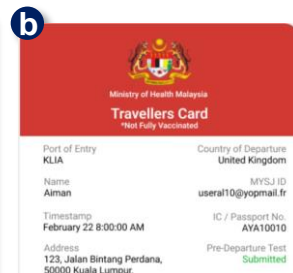 b
Ministry of Health Malaysia
Travellers Card
*Not Fully Vaccinated
Port of Entry Country of Departure
KLIA United Kingdom
Name MYSJ ID
Aiman useral10@yopmail.fr
Timestamp IC / Passport No.
February 22 8:00:00 AM AYA10010
Address Pre-Departure Test
123, Jalan Bintang Perdana, Submitted
50000 Kuala Lumpur,